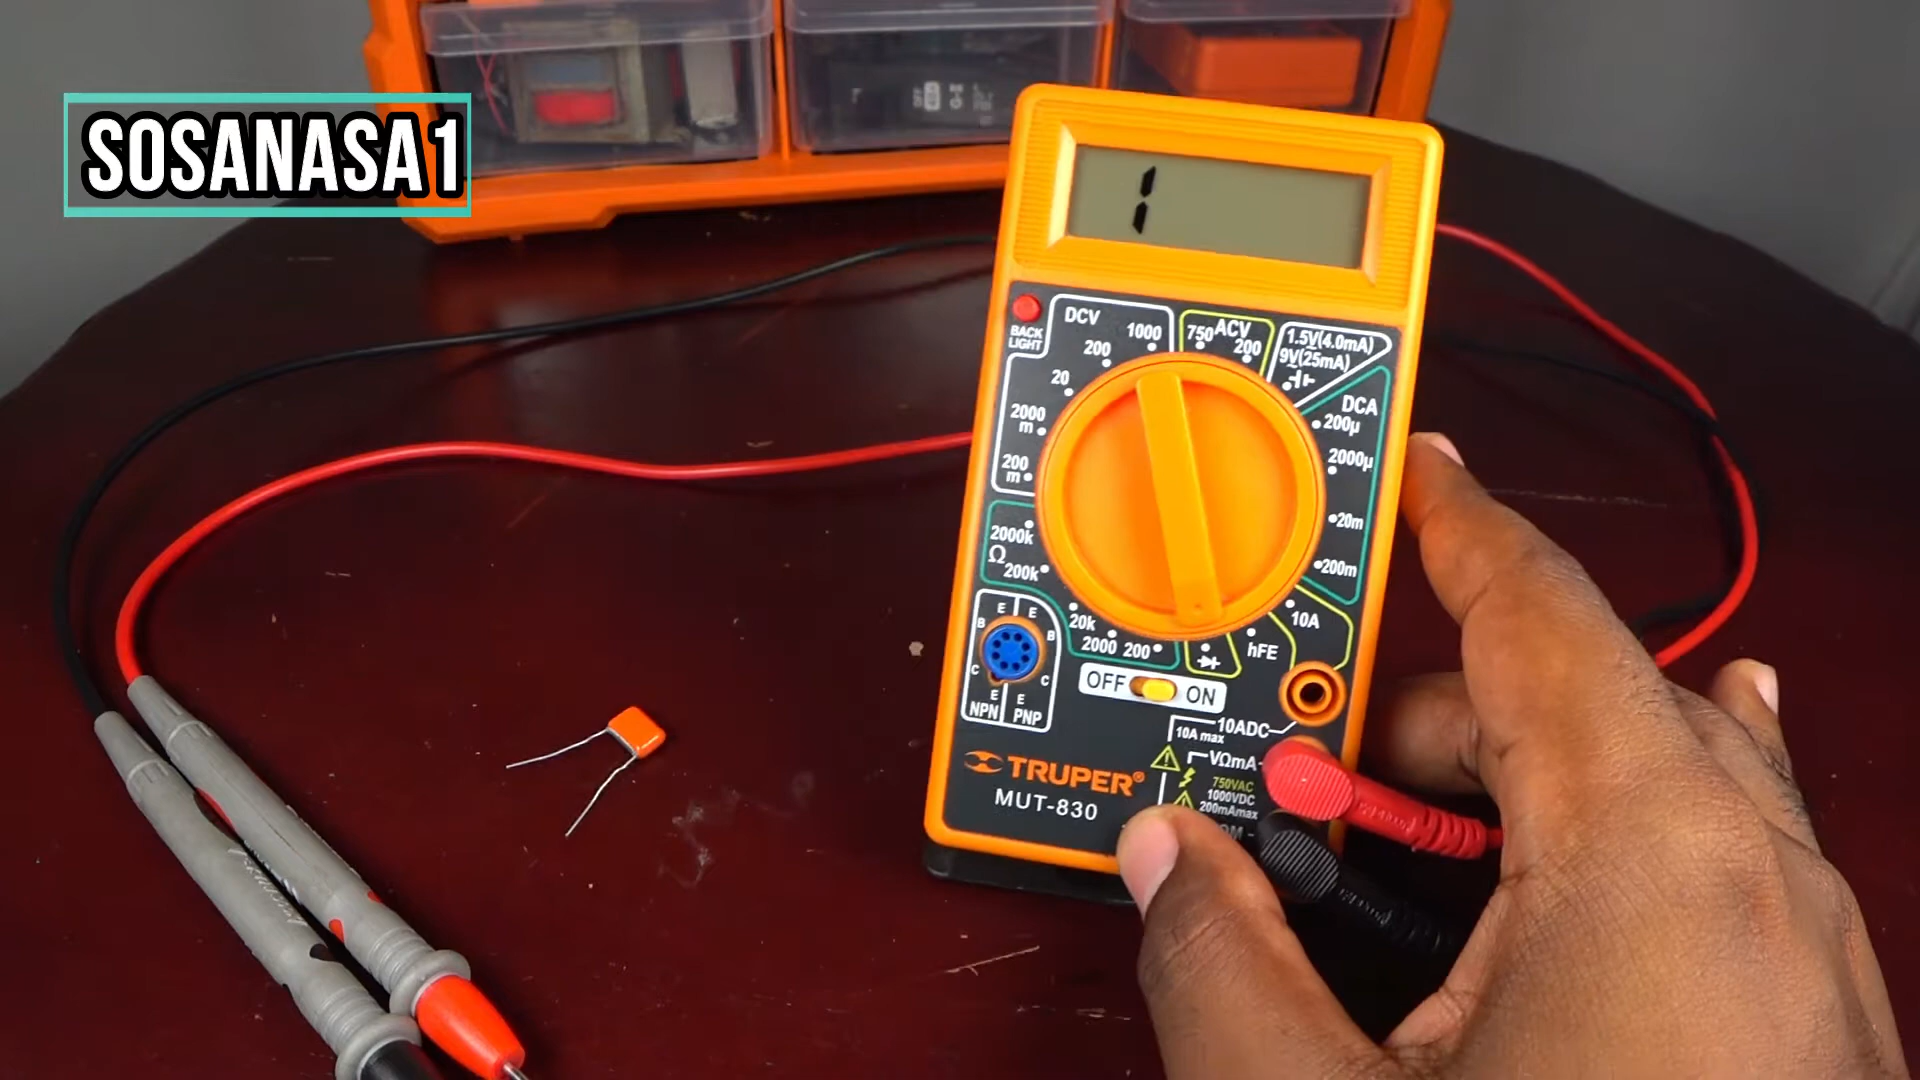 SOSANASA1
1
BACK
LIGHT
DCV
1000
200
20
2000
m
200
m
ACV
750
200
1.5V(4.0mA)
9V(25mA)
DCA
200µ
2000µ
20m
200m
10A
hFE
2000k
Ω
200k
20k
2000
200
OFF
ON
E
E
B
B
C
C
E
E
NPN
PNP
10ADC
10A max
VΩmA
750VAC
1000VDC
200mAmax
TRUPER®
MUT-830